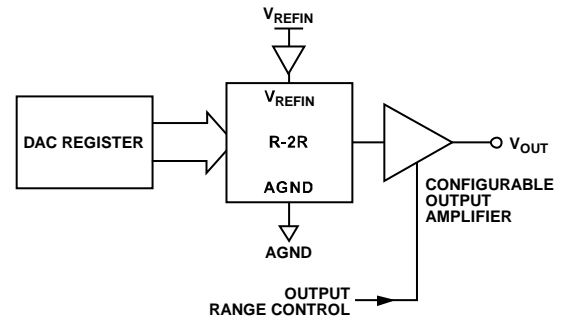 VREFIN
VREFIN
DAC REGISTER
R-2R
VOUT
AGND
CONFIGURABLE
OUTPUT
AMPLIFIER
AGND
OUTPUT
RANGE CONTROL